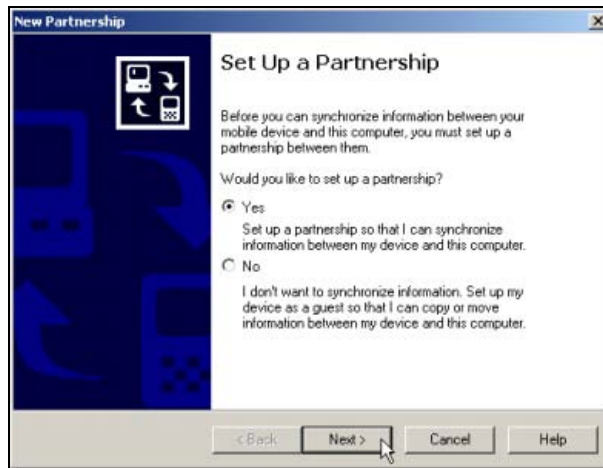 New Partnership
Set Up a Partnership
Before you can synchronize information between your
mobile device and this computer, you must set up a
partnership between them.
Would you like to set up a partnership?
Yes
Set up a partnership so that I can synchronize
information between my device and this computer.
No
I don't want to synchronize information. Set up my
device as a guest so that I can copy or move
information between my device and this computer.
< Back Next > Cancel Help